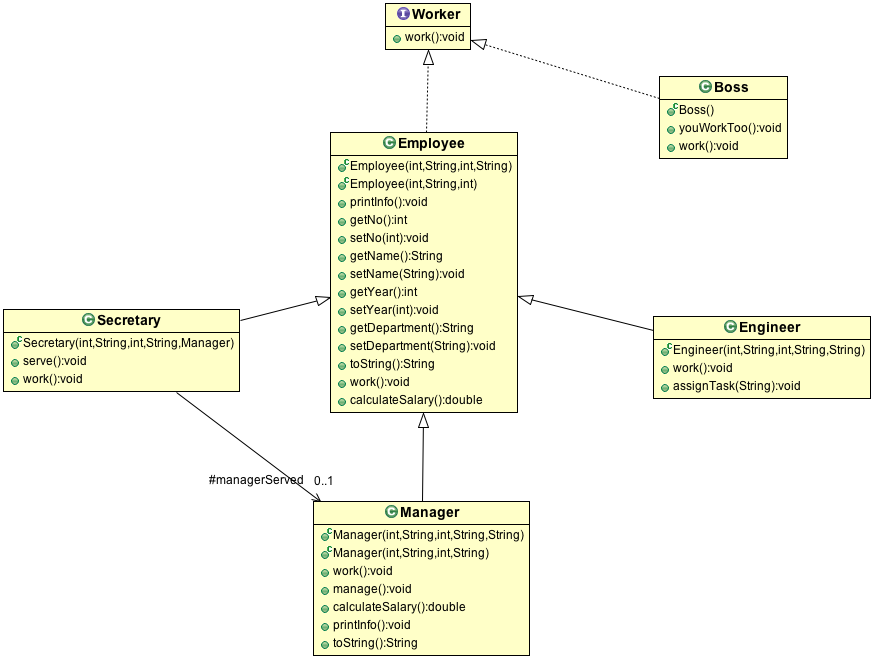 Worker
work():void
Boss
Boss()
youWorkToo():void
work():void
Employee
Employee(int,String,int,String)
Employee(int,String,int)
printInfo():void
getNo():int
setNo(int):void
getName():String
setName(String):void
getYear():int
setYear(int):void
getDepartment():String
setDepartment(String):void
toString():String
work():void
calculateSalary():double
Secretary
Secretary(int,String,int,String,Manager)
serve():void
work():void
Engineer
Engineer(int,String,int,String,String)
work():void
assignTask(String):void
#managerServed 0..1
Manager
Manager(int,String,int,String,String)
Manager(int,String,int,String)
work():void
manage():void
calculateSalary():double
printInfo():void
toString():String